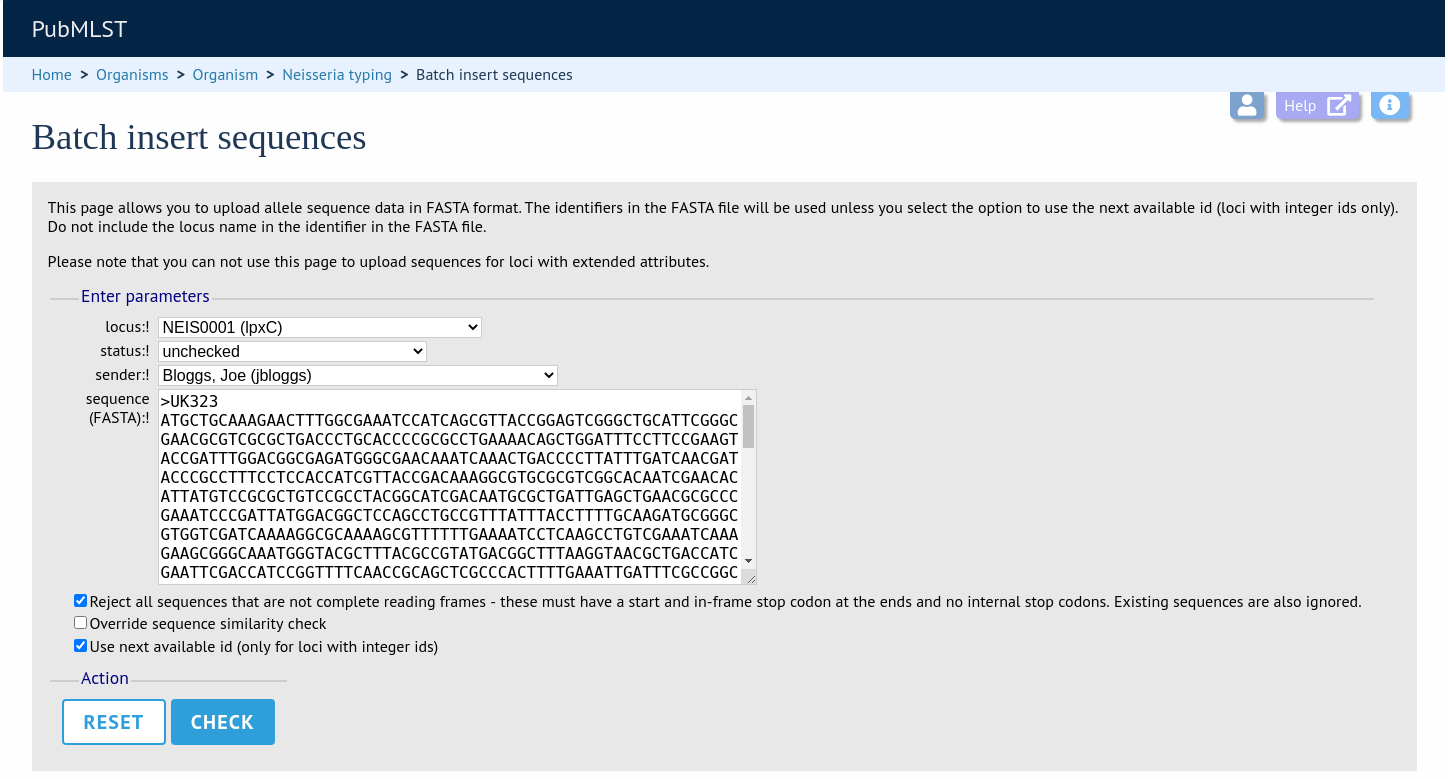 PubMLST
Home > Organisms > Organism > Neisseria typing > Batch insert sequences
Help
Batch insert sequences
This page allows you to upload allele sequence data in FASTA format. The identifiers in the FASTA file will be used unless you select the option to use the next available id (loci with integer ids only).
Do not include the locus name in the identifier in the FASTA file.
Please note that you can not use this page to upload sequences for loci with extended attributes.
Enter parameters
locus:! NEIS0001 (lpxC)
status:! unchecked
sender:! Bloggs, Joe (jbloggs)
sequence
(FASTA):!
>UK323
ATGCTGCAAAGAACTTTGGCGAAATCCATCAGCGTTACCGGAGTCGGGCTGCATTCGGGC
GAACGCGTCGCGCTGACCCTGCACCCCGCGCCTGAAAACAGCTGGATTTCCTTCCGAAGT
ACCGATTTGGACGGCGAGATGGGCGAACAAATCAAACTGACCCCTTATTTGATCAACGAT
ACCCGCCTTTCCTCCACCATCGTTACCGACAAAGGCGTGCGCGTCGGCACAATCGAACAC
ATTATGTCCGCGCTGTCCGCCTACGGCATCGACAATGCGCTGATTGAGCTGAACGCGCCC
GAAATCCCGATTATGGACGGCTCCAGCCTGCCGTTTATTTACCTTTTGCAAGATGCGGGC
GTGGTCGATCAAAAGGCGCAAAAGCGTTTTTTGAAAATCCTCAAGCCTGTCGAAATCAAA
GAAGCGGGCAAATGGGTACGCTTTACGCCGTATGACGGCTTTAAGGTAACGCTGACCATC
GAATTCGACCATCCGGTTTTCAACCGCAGCTCGCCCACTTTTGAAATTGATTTCGCCGGC
Reject all sequences that are not complete reading frames - these must have a start and in-frame stop codon at the ends and no internal stop codons. Existing sequences are also ignored.
Override sequence similarity check
Use next available id (only for loci with integer ids)
Action
RESET CHECK